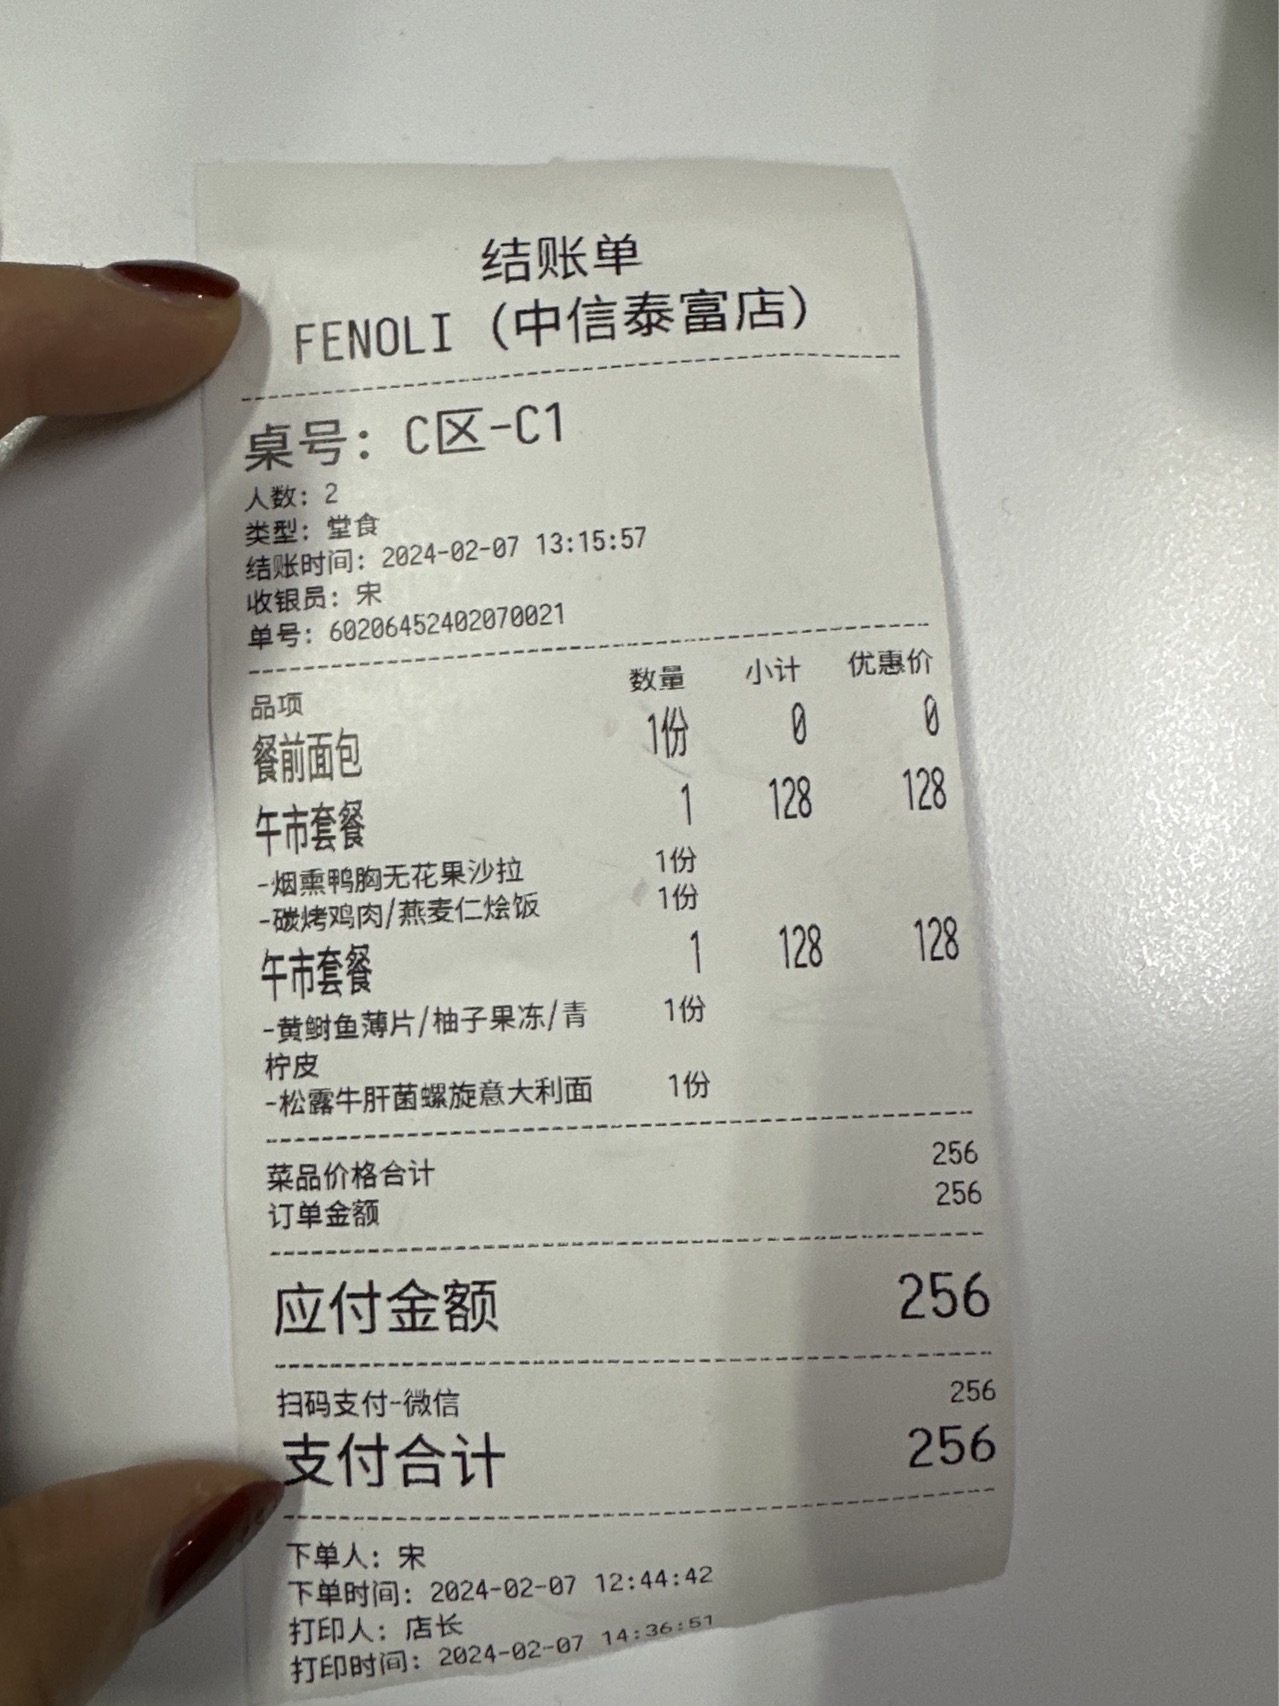 结账单
FENOLI（中信泰富店）
桌号：C区-C1
人数：2
类型：堂食
结账时间：2024-02-07 13:15:57
收银员：宋
单号：60206452402070021
品项 数量 小计 优惠价
餐前面包 1份 0 0
午市套餐 1 128 128
-烟熏鸭胸无花果沙拉 1份
-碳烤鸡肉/燕麦仁烩饭 1份
午市套餐 1 128 128
-黄鰤鱼薄片/柚子果冻/青 1份
柠皮
-松露牛肝菌螺旋意大利面 1份
菜品价格合计 256
订单金额 256
应付金额 256
扫码支付-微信 256
支付合计 256
下单人：宋
下单时间：2024-02-07 12:44:42
打印人：店长
打印时间：2024-02-07 14:36:51